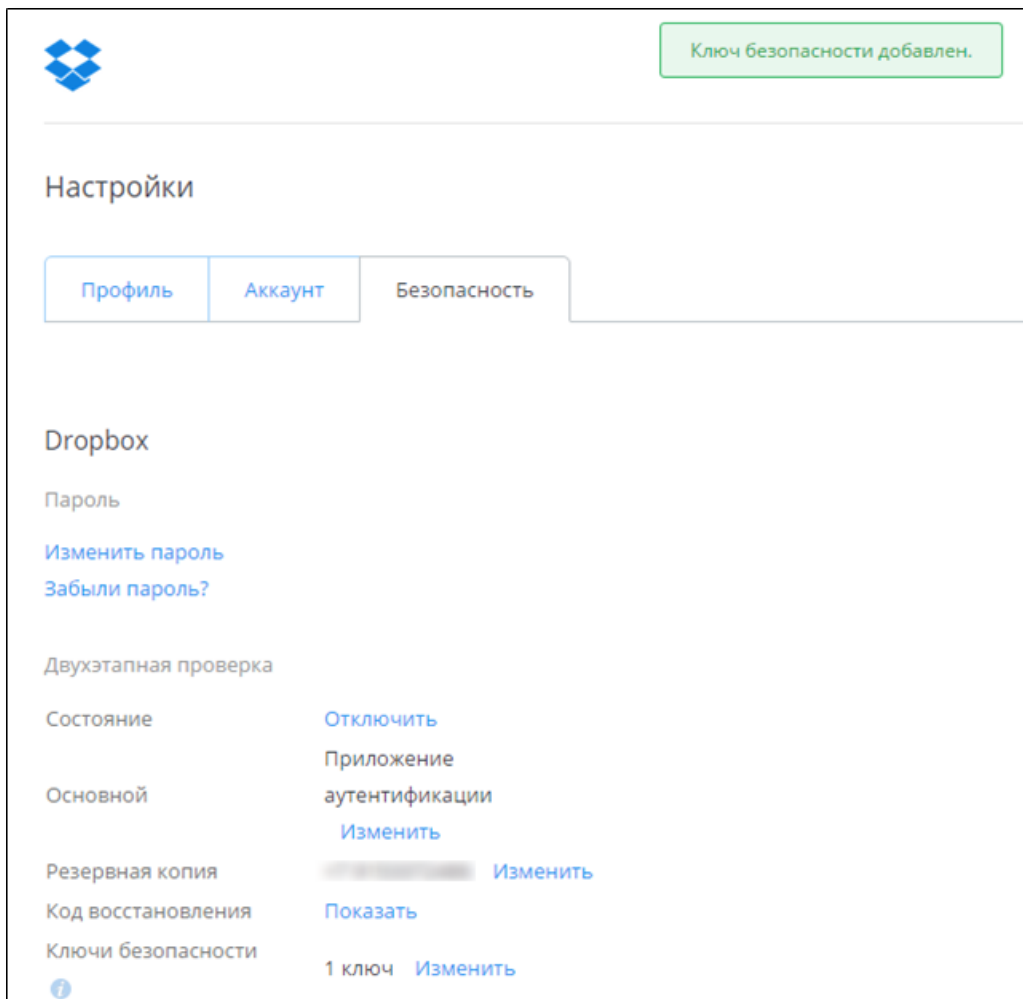 Ключ безопасности добавлен.
Настройки
Профиль Аккаунт Безопасность
Dropbox
Пароль
Изменить пароль
Забыли пароль?
Двухэтапная проверка
Состояние Отключить
Приложение
Основной аутентификации
Изменить
Резервная копия Изменить
Код восстановления Показать
Ключи безопасности
1 ключ Изменить